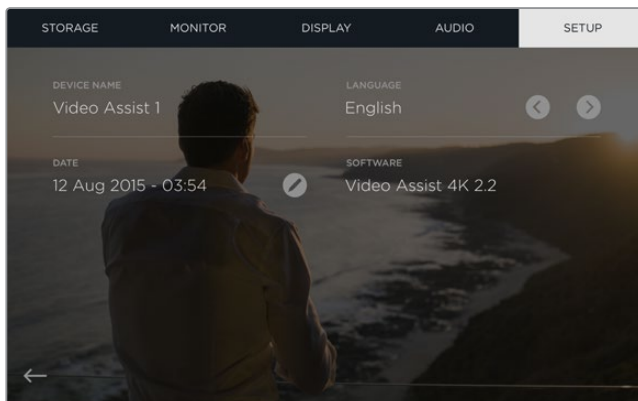 STORAGE MONITOR DISPLAY AUDIO SETUP
DEVICE NAME
Video Assist 1
LANGUAGE
English
DATE
12 Aug 2015 - 03:54
SOFTWARE
Video Assist 4K 2.2